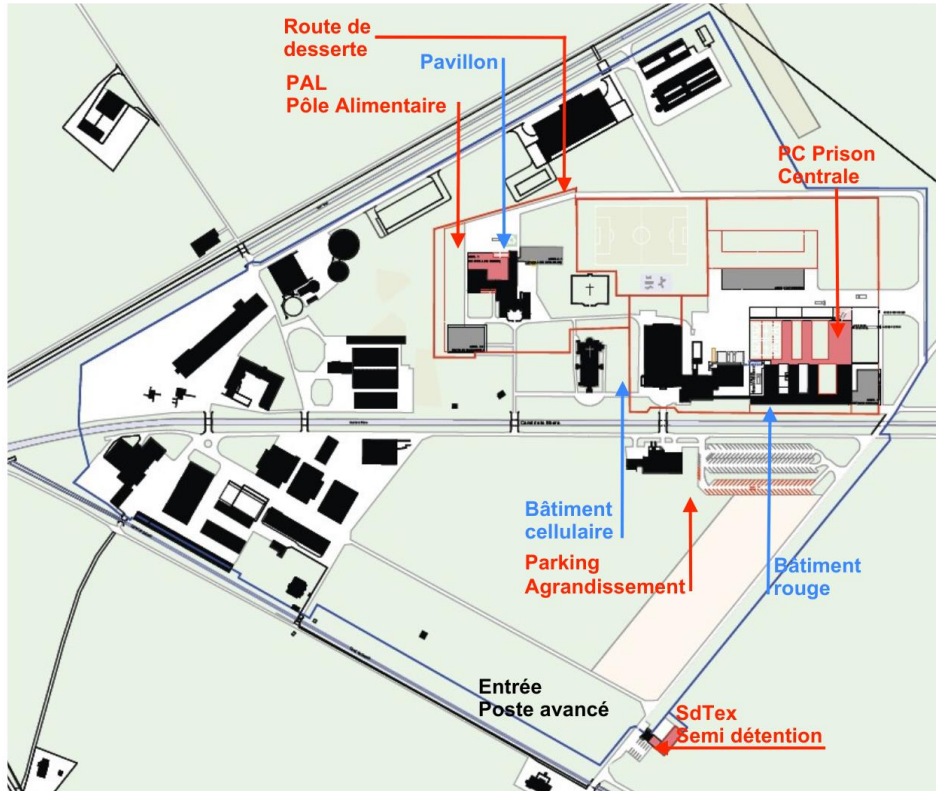 Route de
desserte
Pavillon
PAL
Pôle Alimentaire
PC Prison
Centrale
Bâtiment
cellulaire
Parking
Agrandissement
Bâtiment
rouge
Entrée
Poste avancé
SdTex
Semi détention